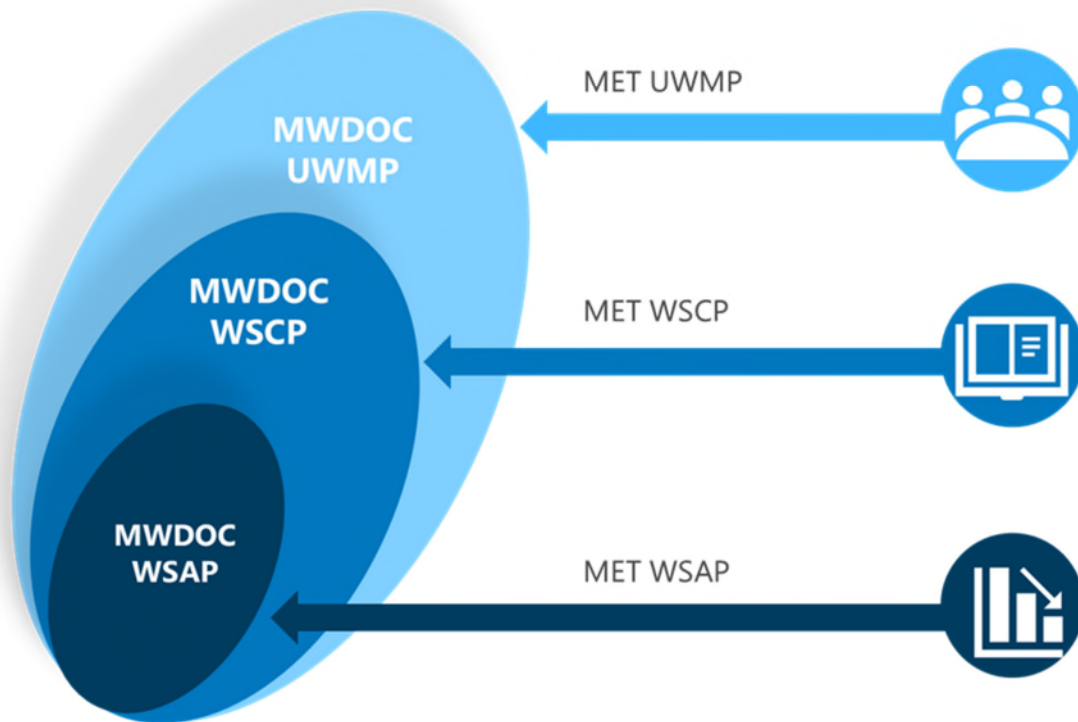 MWDOC
UWMP
MET UWMP
MWDOC
WSCP
MET WSCP
MWDOC
WSAP
MET WSAP